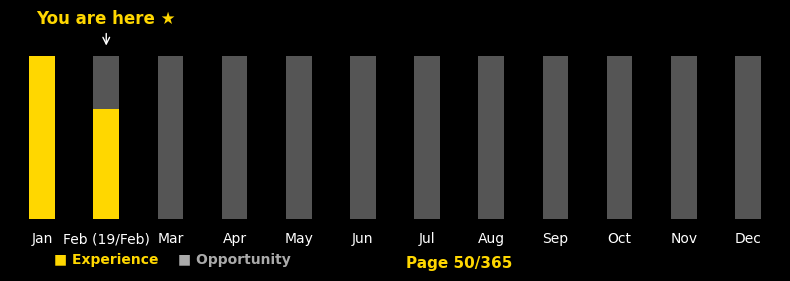 You are here ★
Jan Feb (19/Feb) Mar Apr May Jun Jul Aug Sep Oct Nov Dec
■ Experience ■ Opportunity Page 50/365